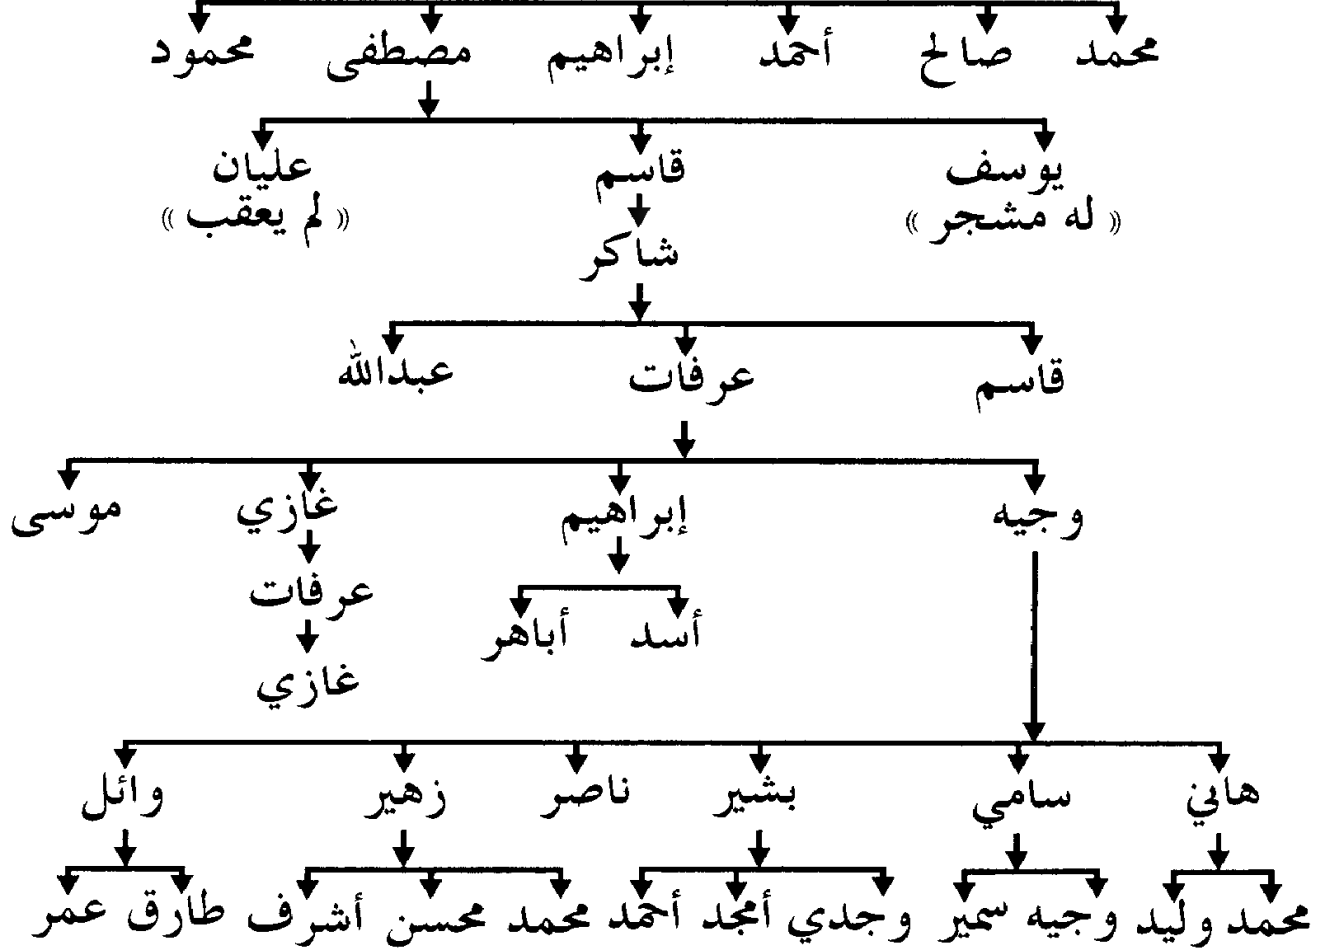 محمد صالح أحمد إبراهيم مصطفى محمود
يوسف قاسم عليان
« له مشجر » « لم يعقب »
شاكر
قاسم عرفات عبدالله
وجيه إبراهيم غازي موسى
عرفات
أسد أباهر
غازي
هاني سامي بشير ناصر زهير وائل
محمد وليد وجيه سمير وجدي أمجد أحمد محمد محسن أشرف طارق عمر